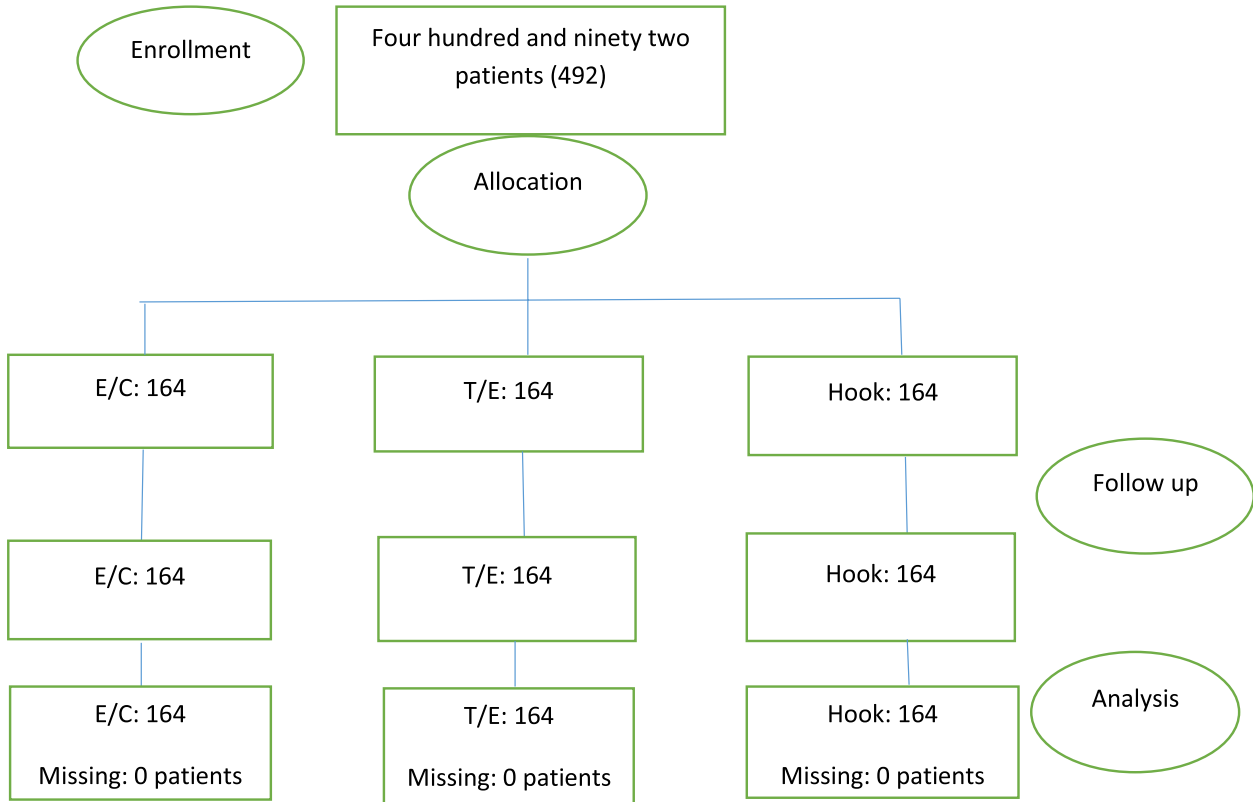 Enrollment
Four hundred and ninety two
patients (492)
Allocation
E/C: 164
T/E: 164
Hook: 164
Follow up
E/C: 164
T/E: 164
Hook: 164
Analysis
E/C: 164
Missing: 0 patients
T/E: 164
Missing: 0 patients
Hook: 164
Missing: 0 patients